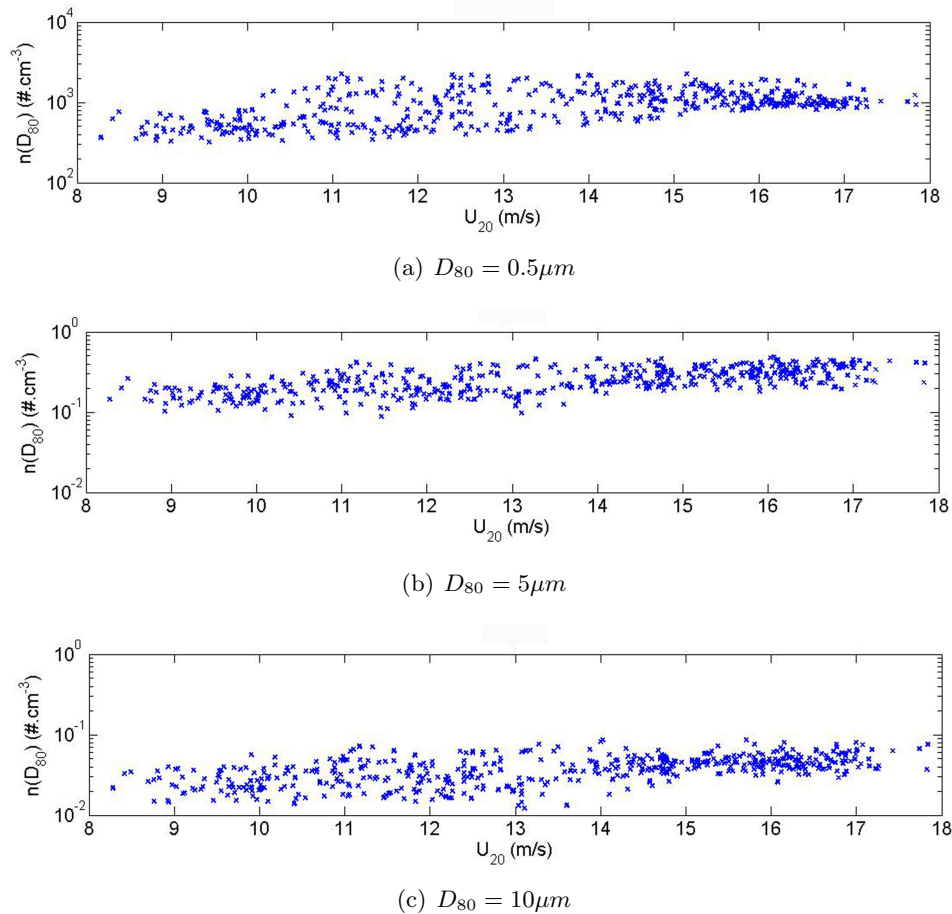 10^4
10^3
10^2
n(D_80) (#.cm^-3)
8 9 10 11 12 13 14 15 16 17 18
U_20 (m/s)
(a) D_80 = 0.5μm
10^0
10^-1
10^-2
n(D_80) (#.cm^-3)
8 9 10 11 12 13 14 15 16 17 18
U_20 (m/s)
(b) D_80 = 5μm
10^0
10^-1
10^-2
n(D_80) (#.cm^-3)
8 9 10 11 12 13 14 15 16 17 18
U_20 (m/s)
(c) D_80 = 10μm